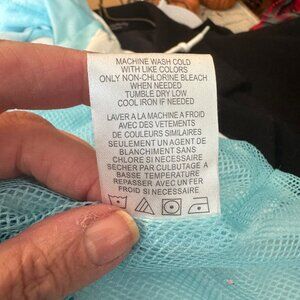 MACHINE WASH COLD
WITH LIKE COLORS
ONLY NON-CHLORINE BLEACH
WHEN NEEDED
TUMBLE DRY LOW
COOL IRON IF NEEDED
LAVER A LA MACHINE A FROID
AVEC DES VETEMENTS
DE COULEURS SIMILAIRES
SEULEMENT UN AGENT DE
BLANCHIMENT SANS
CHLORE SI NECESSAIRE
SECHER PAR CULBUTAGE A
BASSE TEMPERATURE
REPASSER AVEC UN FER
FROID SI NECESSAIRE